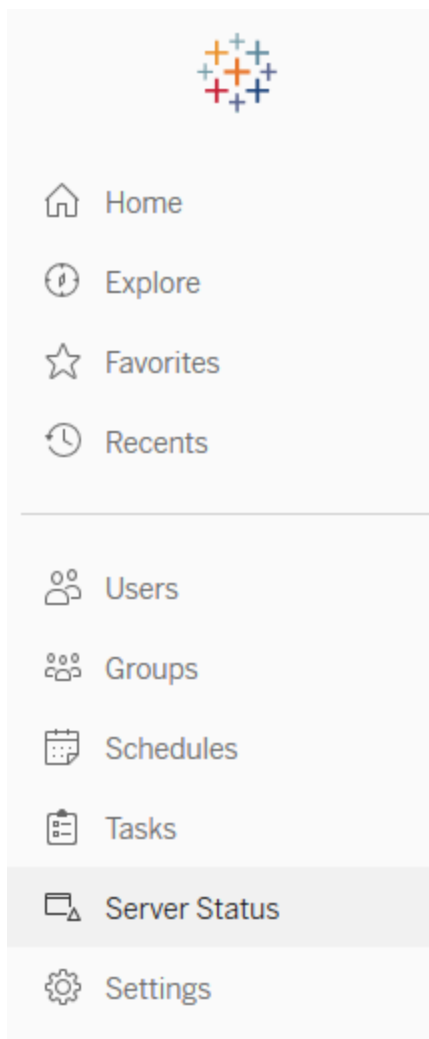 Home
Explore
Favorites
Recents
Users
Groups
Schedules
Tasks
Server Status
Settings